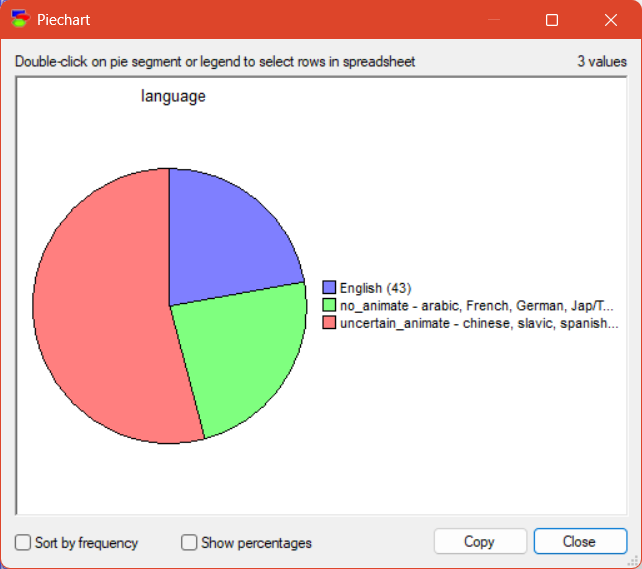 Piechart
Double-click on pie segment or legend to select rows in spreadsheet 3 values
language
English (43)
no_animate - arabic, French, German, Jap/T...
uncertain_animate - chinese, slavic, spanish...
Sort by frequency Show percentages Copy Close